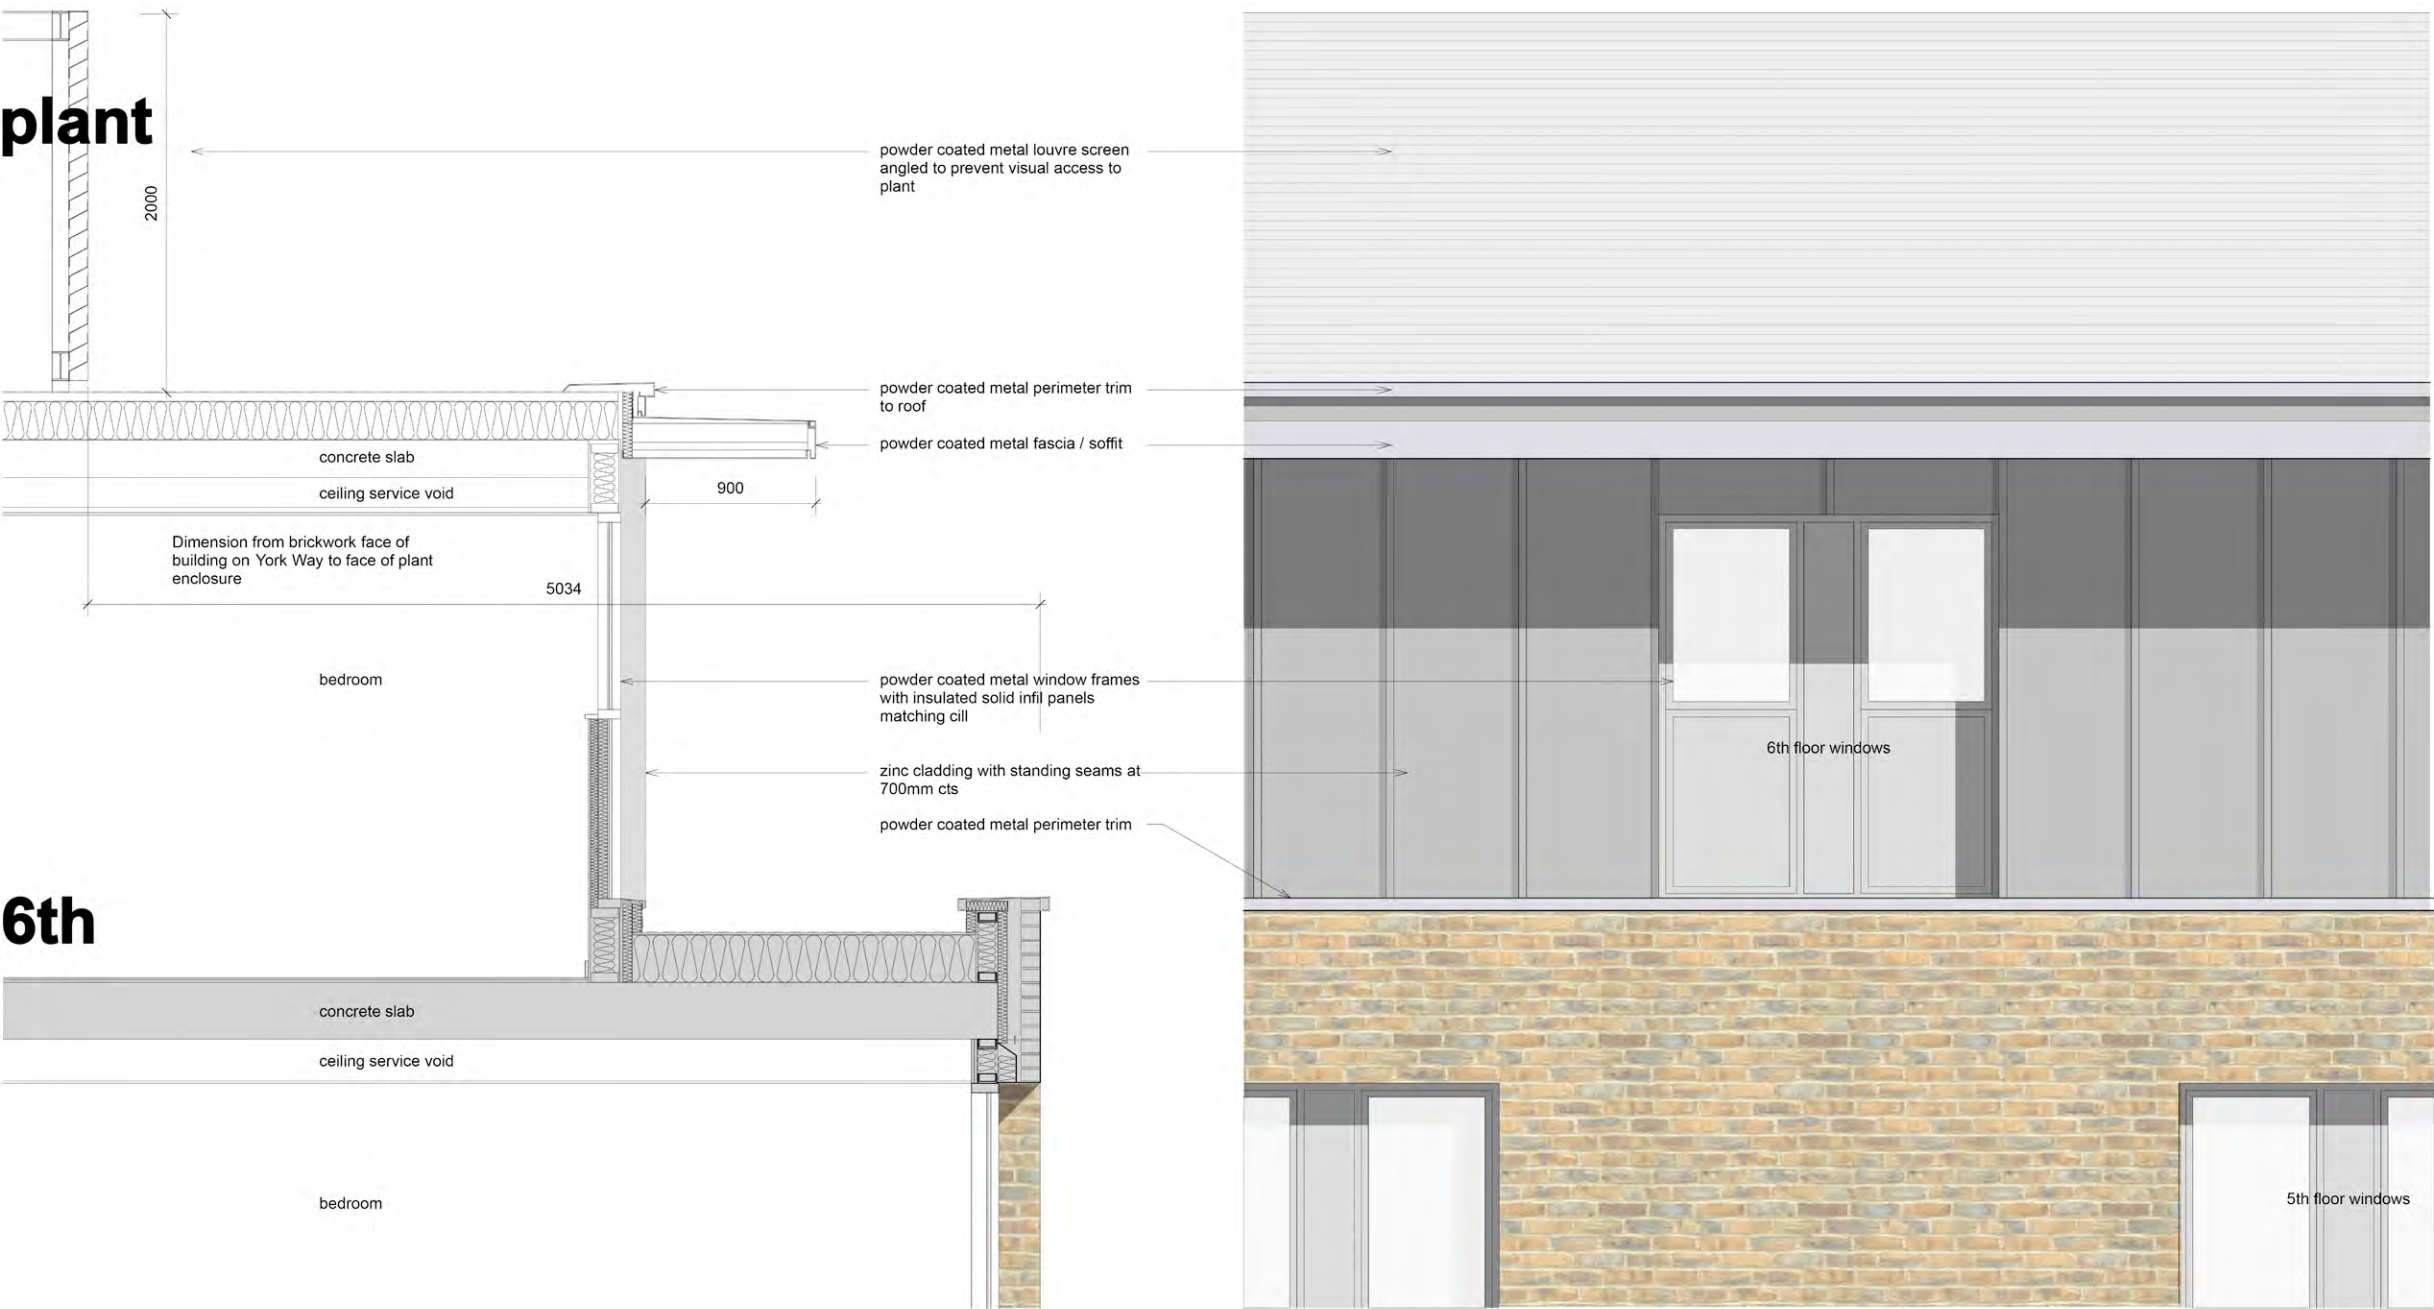 plant
2000
powder coated metal louvre screen
angled to prevent visual access to
plant
powder coated metal perimeter trim
to roof
powder coated metal fascia / soffit
concrete slab
ceiling service void
900
Dimension from brickwork face of
building on York Way to face of plant
enclosure
5034
bedroom
powder coated metal window frames
with insulated solid infil panels
matching cill
6th floor windows
zinc cladding with standing seams at
700mm cts
powder coated metal perimeter trim
6th
concrete slab
ceiling service void
bedroom
5th floor windows